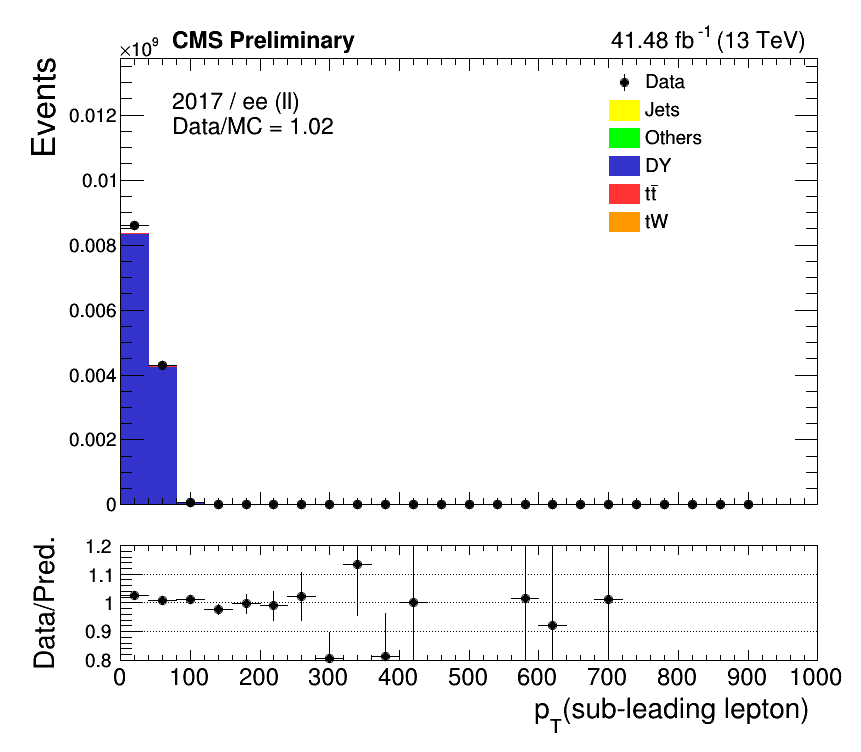 ×10⁹ CMS Preliminary 41.48 fb⁻¹ (13 TeV)
Events
2017 / ee (ll)
Data/MC = 1.02
Data
Jets
Others
DY
tt̄
tW
0.012
0.01
0.008
0.006
0.004
0.002
0
Data/Pred.
1.2
1.1
1
0.9
0.8
0 100 200 300 400 500 600 700 800 900 1000
p_T(sub-leading lepton)